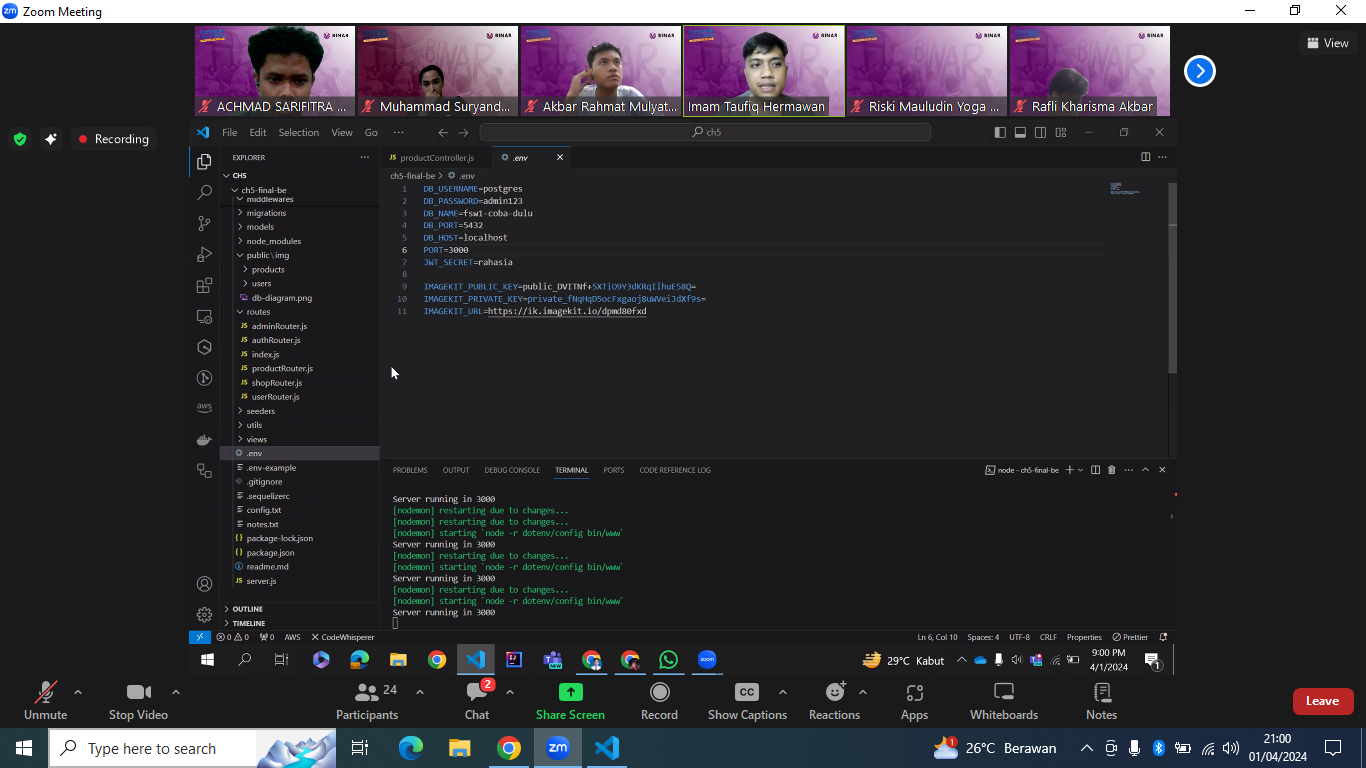 Zoom Meeting
View
BINAR
BINAR
BINAR
BINAR
BINAR
BINAR
ACHMAD SARIFITRA ...
Muhammad Suryand...
Akbar Rahmat Mulyat...
Imam Taufiq Hermawan
Riski Mauludin Yoga ...
Rafli Kharisma Akbar
Recording
File Edit Selection View Go ···
ch5
EXPLORER
CH5
ch5-final-be
middlewares
migrations
models
node_modules
public\img
products
users
db-diagram.png
routes
adminRouter.js
authRouter.js
index.js
productRouter.js
shopRouter.js
userRouter.js
seeders
utils
views
.env
.env-example
.gitignore
.sequelizerc
config.txt
notes.txt
package-lock.json
package.json
readme.md
server.js
OUTLINE
TIMELINE
aws
JS productController.js
.env
ch5-final-be > .env
1 DB_USERNAME=postgres
2 DB_PASSWORD=admin123
3 DB_NAME=fsw1-coba-dulu
4 DB_PORT=5432
5 DB_HOST=localhost
6 PORT=3000
7 JWT_SECRET=rahasia
8
9 IMAGEKIT_PUBLIC_KEY=public_DVITNf+5XTiO9Y3dKRqIlhuE58Q=
10 IMAGEKIT_PRIVATE_KEY=private_fNqHqD5ocFxgaoj8uWVeiJdXf9s=
11 IMAGEKIT_URL=https://ik.imagekit.io/dpmd80fxd
PROBLEMS OUTPUT DEBUG CONSOLE TERMINAL PORTS CODE REFERENCE LOG
node - ch5-final-be
Server running in 3000
[nodemon] restarting due to changes...
[nodemon] restarting due to changes...
[nodemon] starting `node -r dotenv/config bin/www`
Server running in 3000
[nodemon] restarting due to changes...
[nodemon] starting `node -r dotenv/config bin/www`
Server running in 3000
[nodemon] restarting due to changes...
[nodemon] starting `node -r dotenv/config bin/www`
Server running in 3000
0 0 0 AWS CodeWhisperer
Ln 6, Col 10 Spaces: 4 UTF-8 CRLF Properties Prettier
29°C Kabut
9:00 PM
4/1/2024
1
Unmute
Stop Video
Participants 24
Chat 2
Share Screen
Record
CC Show Captions
Reactions
Apps
Whiteboards
Notes
Leave
Type here to search
zm
26°C Berawan
21:00
01/04/2024